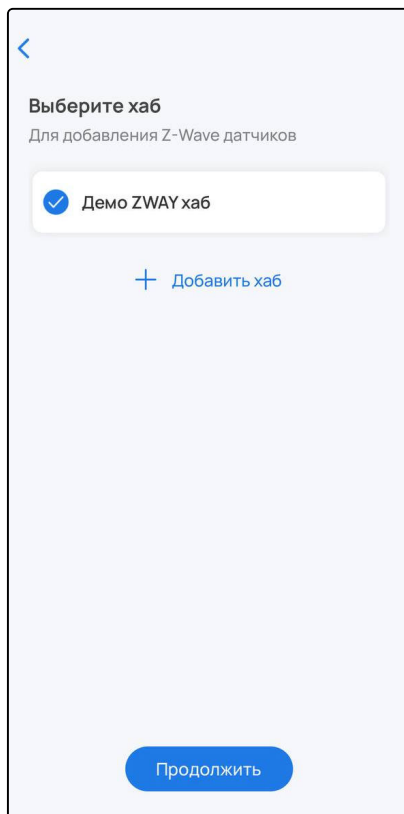 Выберите хаб
Для добавления Z-Wave датчиков
Демо ZWAY хаб
Добавить хаб
Продолжить